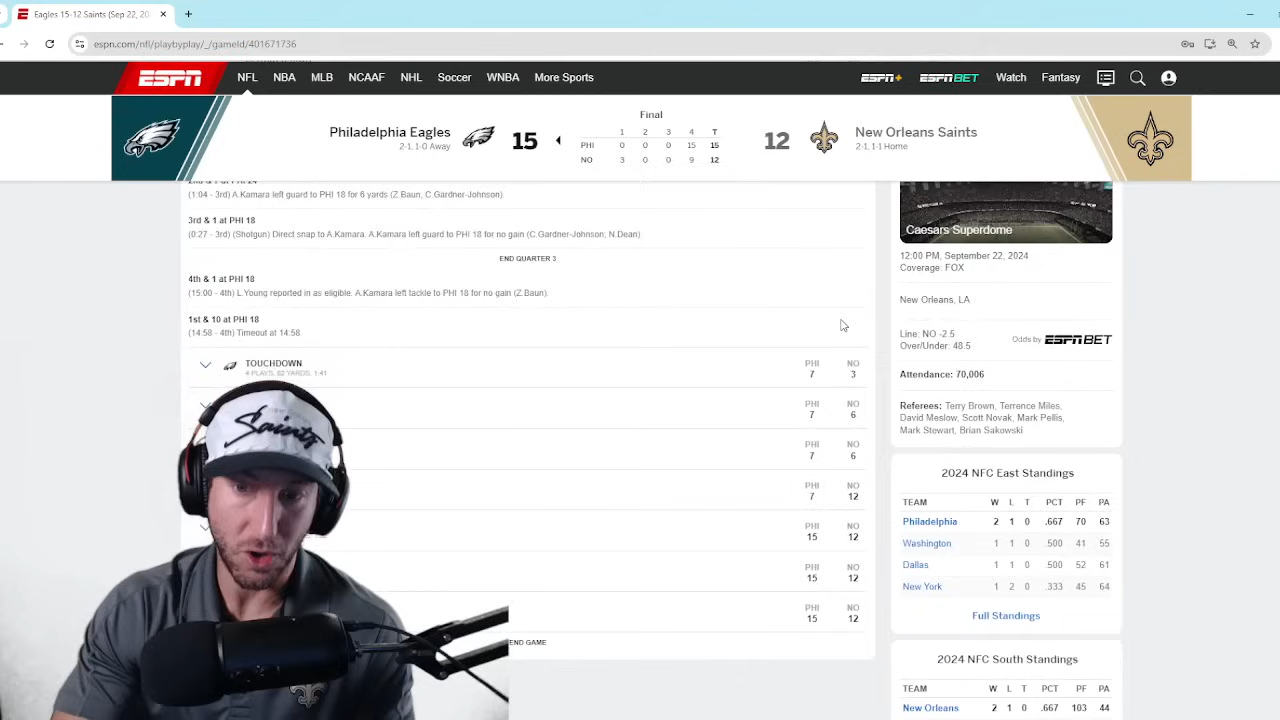 Eagles 15-12 Saints (Sep 22, 20
espn.com/nfl/playbyplay/_/gameId/401671736
ESPN NFL NBA MLB NCAAF NHL Soccer WNBA More Sports ESPN+ ESPN BET Watch Fantasy
Final
Philadelphia Eagles
2-1, 1-0 Away
15
1 2 3 4 T
PHI 0 0 0 15 15
NO 3 0 0 9 12
12
New Orleans Saints
2-1, 1-1 Home
(1:04 - 3rd) A.Kamara left guard to PHI 18 for 6 yards (Z.Baun, C.Gardner-Johnson).
3rd & 1 at PHI 18
(0:27 - 3rd) (Shotgun) Direct snap to A.Kamara. A.Kamara left guard to PHI 18 for no gain (C.Gardner-Johnson; N.Dean)
END QUARTER 3
4th & 1 at PHI 18
(15:00 - 4th) L.Young reported in as eligible. A.Kamara left tackle to PHI 18 for no gain (Z.Baun).
1st & 10 at PHI 18
(14:58 - 4th) Timeout at 14:58.
TOUCHDOWN
4 PLAYS, 82 YARDS, 1:41
PHI NO
7 3
PHI NO
7 6
PHI NO
7 6
PHI NO
7 12
PHI NO
15 12
PHI NO
15 12
PHI NO
15 12
END GAME
Saints
Caesars Superdome
12:00 PM, September 22, 2024
Coverage: FOX
New Orleans, LA
Line: NO -2.5
Over/Under: 48.5
Odds by ESPN BET
Attendance: 70,006
Referees: Terry Brown, Terrence Miles,
David Meslow, Scott Novak, Mark Pellis,
Mark Stewart, Brian Sakowski
2024 NFC East Standings
TEAM W L T PCT PF PA
Philadelphia 2 1 0 .667 70 63
Washington 1 1 0 .500 41 55
Dallas 1 1 0 .500 52 61
New York 1 2 0 .333 45 64
Full Standings
2024 NFC South Standings
TEAM W L T PCT PF PA
New Orleans 2 1 0 .667 103 44